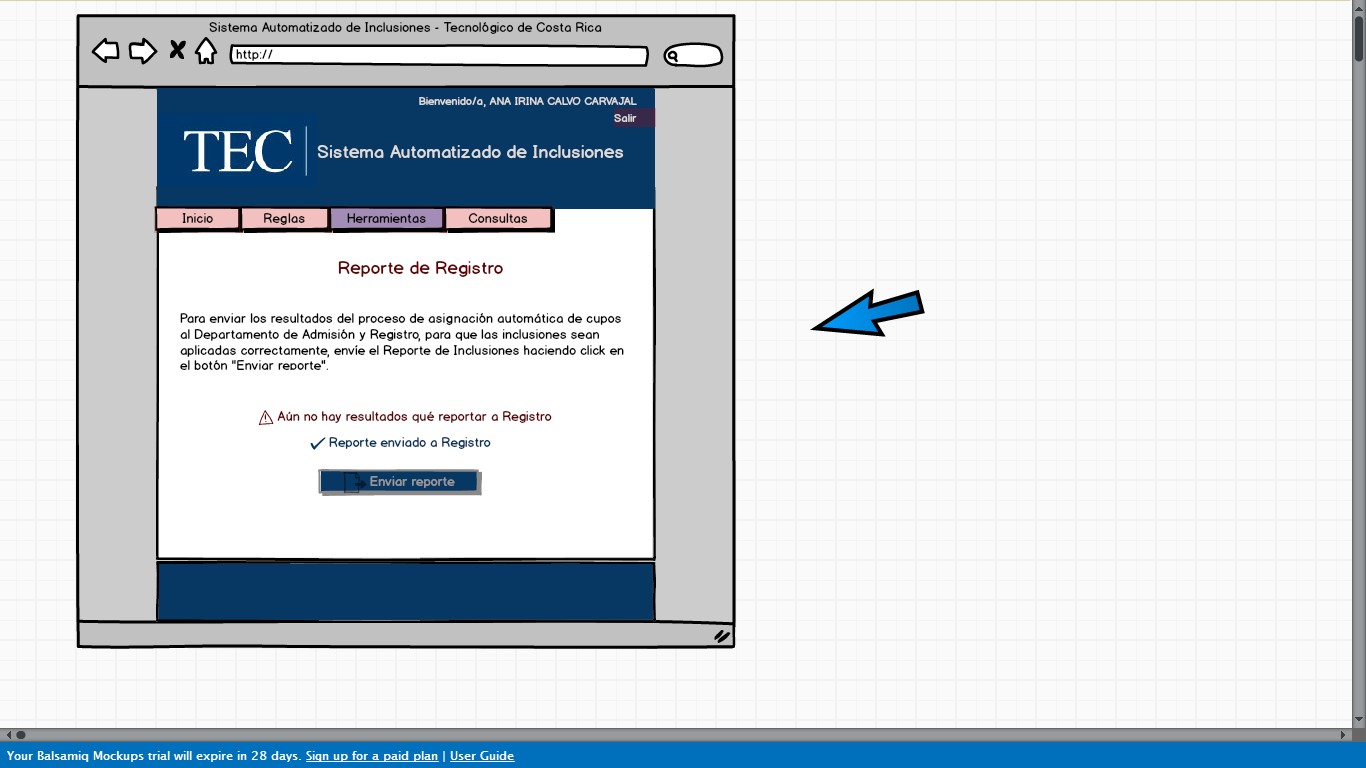 Sistema Automatizado de Inclusiones - Tecnológico de Costa Rica
http://
Bienvenido/a, ANA IRINA CALVO CARVAJAL
Salir
TEC
Sistema Automatizado de Inclusiones
Inicio Reglas Herramientas Consultas
Reporte de Registro
Para enviar los resultados del proceso de asignación automática de cupos
al Departamento de Admisión y Registro, para que las inclusiones sean
aplicadas correctamente, envíe el Reporte de Inclusiones haciendo click en
el botón "Enviar reporte".
Aún no hay resultados qué reportar a Registro
Reporte enviado a Registro
Enviar reporte
Your Balsamiq Mockups trial will expire in 28 days. Sign up for a paid plan | User Guide